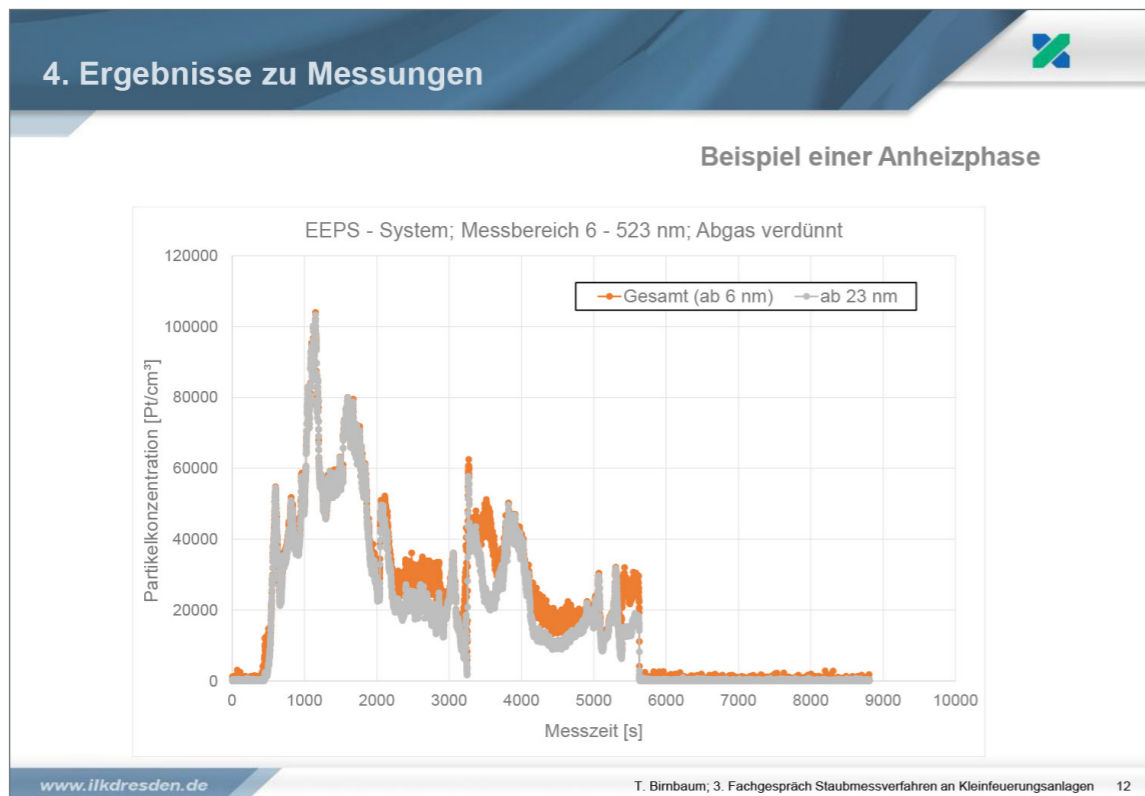 4. Ergebnisse zu Messungen
Beispiel einer Anheizphase
EEPS - System; Messbereich 6 - 523 nm; Abgas verdünnt
Gesamt (ab 6 nm)
ab 23 nm
Partikelkonzentration [Pt/cm³]
120000
100000
80000
60000
40000
20000
0
0 1000 2000 3000 4000 5000 6000 7000 8000 9000 10000
Messzeit [s]
www.ilkdresden.de
T. Birnbaum; 3. Fachgespräch Staubmessverfahren an Kleinfeuerungsanlagen 12